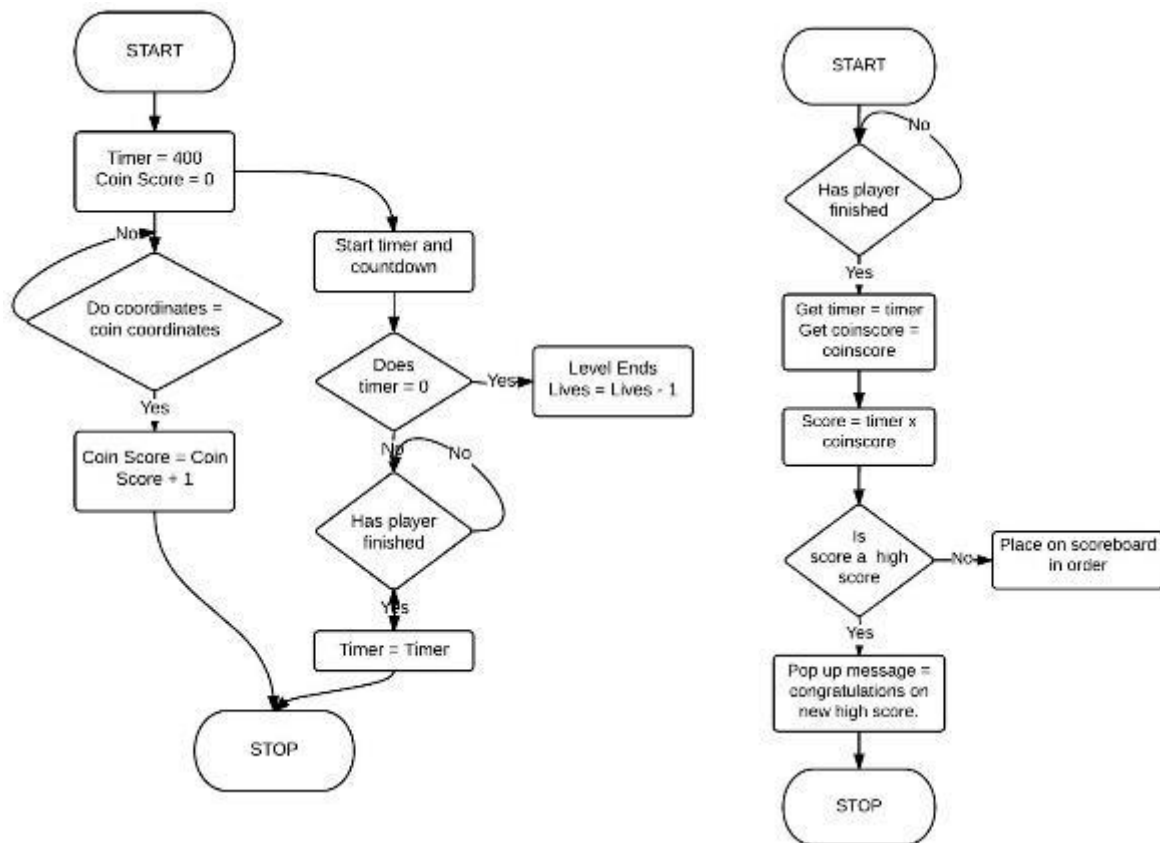 START
Timer = 400
Coin Score = 0
No
Do coordinates =
coin coordinates
Yes
Coin Score = Coin
Score + 1
Start timer and
countdown
Does
timer = 0
Yes
Level Ends
Lives = Lives - 1
No
No
Has player
finished
Yes
Timer = Timer
STOP
START
No
Has player
finished
Yes
Get timer = timer
Get coinscore =
coinscore
Score = timer x
coinscore
Is
score a high
score
No
Place on scoreboard
in order
Yes
Pop up message =
congratulations on
new high score.
STOP